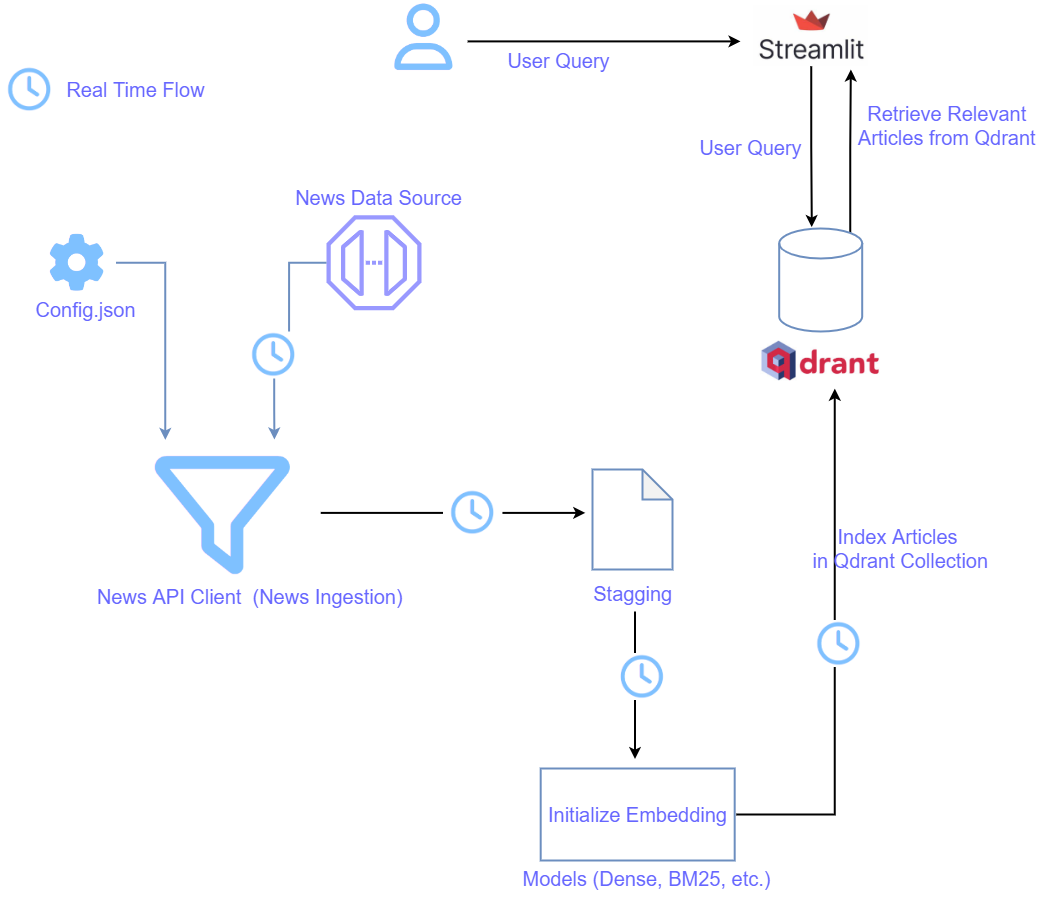 Streamlit
User Query
Real Time Flow
Retrieve Relevant
Articles from Qdrant
User Query
News Data Source
Config.json
qdrant
Index Articles
in Qdrant Collection
News API Client  (News Ingestion)
Stagging
Initialize Embedding
Models (Dense, BM25, etc.)